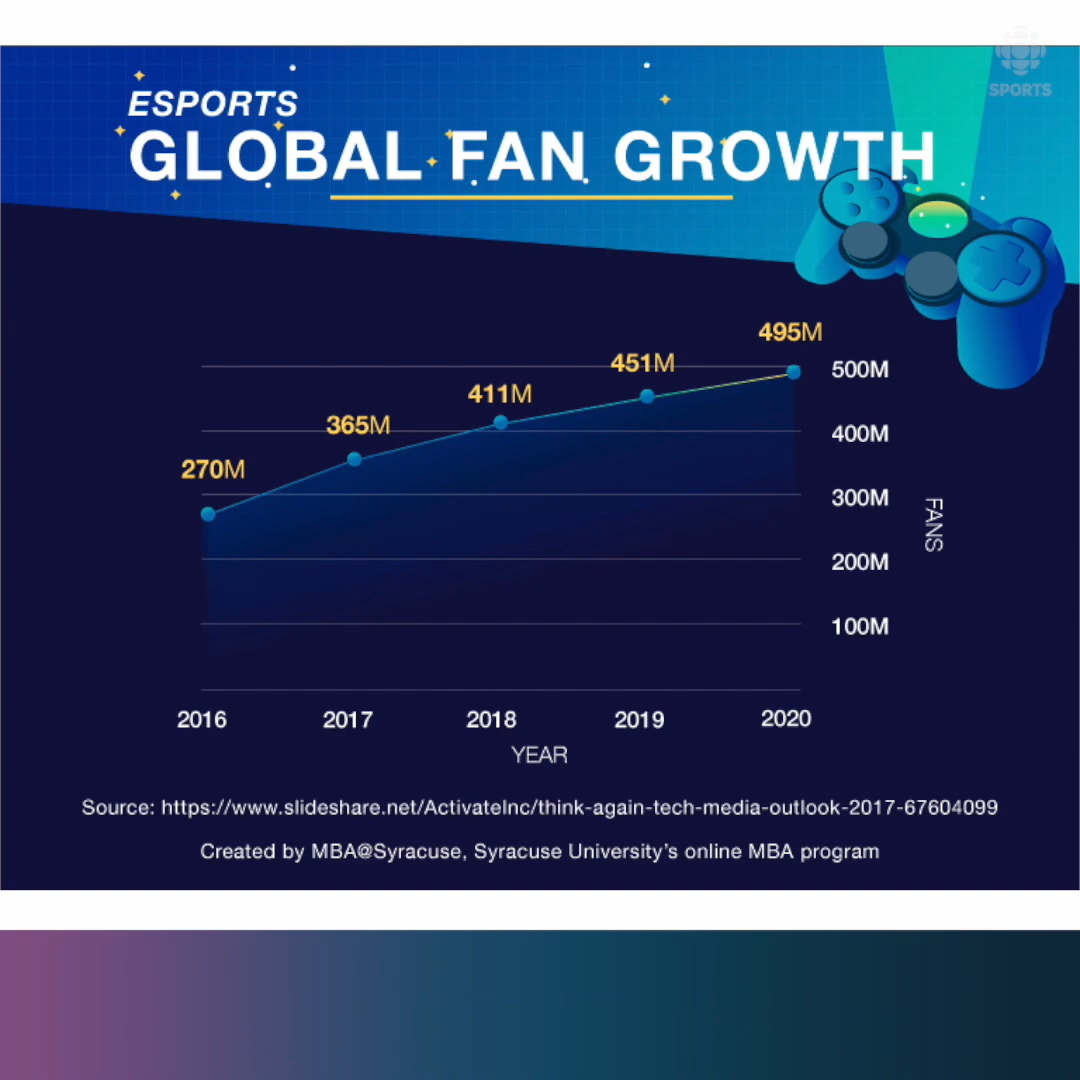 SPORTS
ESPORTS
GLOBAL FAN GROWTH
495M
451M
500M
411M
365M
400M
270M
300M
FANS
200M
100M
2016 2017 2018 2019 2020
YEAR
Source: https://www.slideshare.net/ActivateInc/think-again-tech-media-outlook-2017-67604099
Created by MBA@Syracuse, Syracuse University's online MBA program